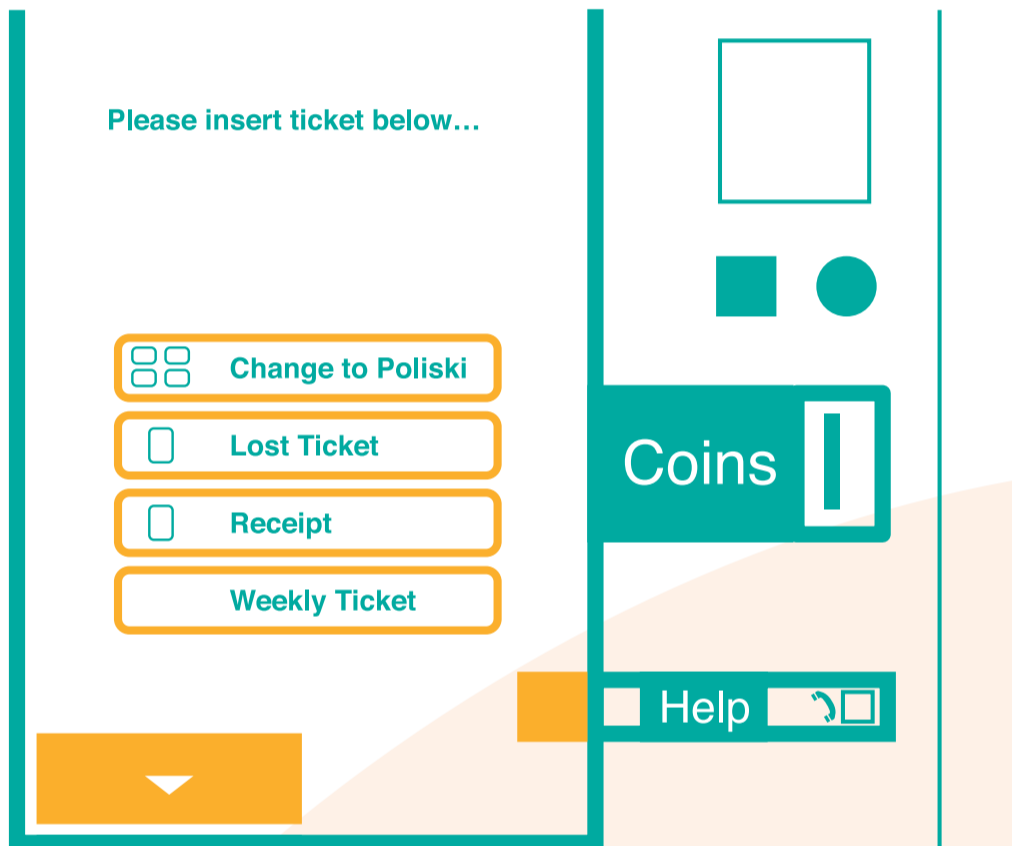 Please insert ticket below…
Change to Poliski
Lost Ticket
Receipt
Weekly Ticket
Coins
Help